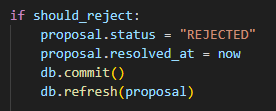 if should_reject:
    proposal.status = "REJECTED"
    proposal.resolved_at = now
    db.commit()
    db.refresh(proposal)